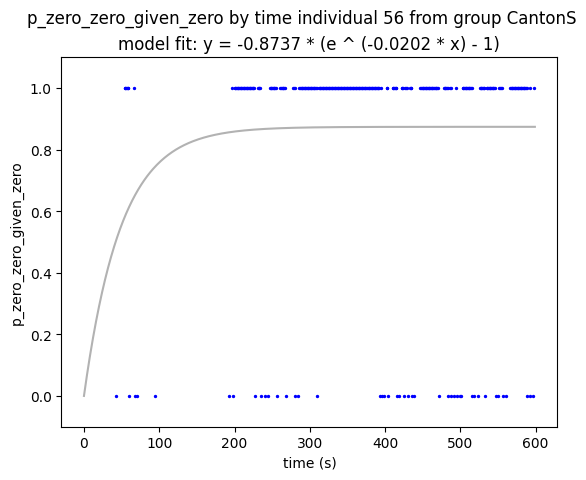 p_zero_zero_given_zero by time individual 56 from group CantonS
model fit: y = -0.8737 * (e ^ (-0.0202 * x) - 1)
p_zero_zero_given_zero
1.0
0.8
0.6
0.4
0.2
0.0
0 100 200 300 400 500 600
time (s)